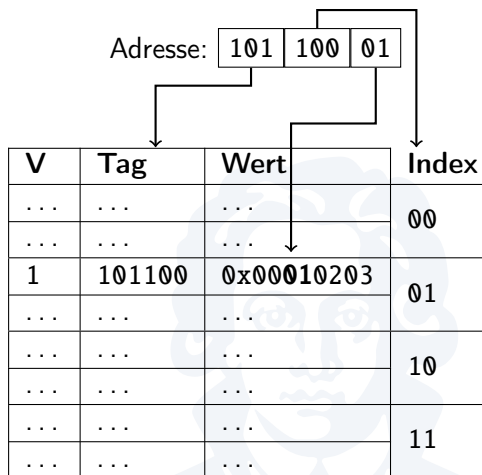 Adresse: 101 100 01
V Tag Wert Index
... ... ... 00
... ... ...
1 101100 0x00010203 01
... ... ...
... ... ... 10
... ... ...
... ... ... 11
... ... ...